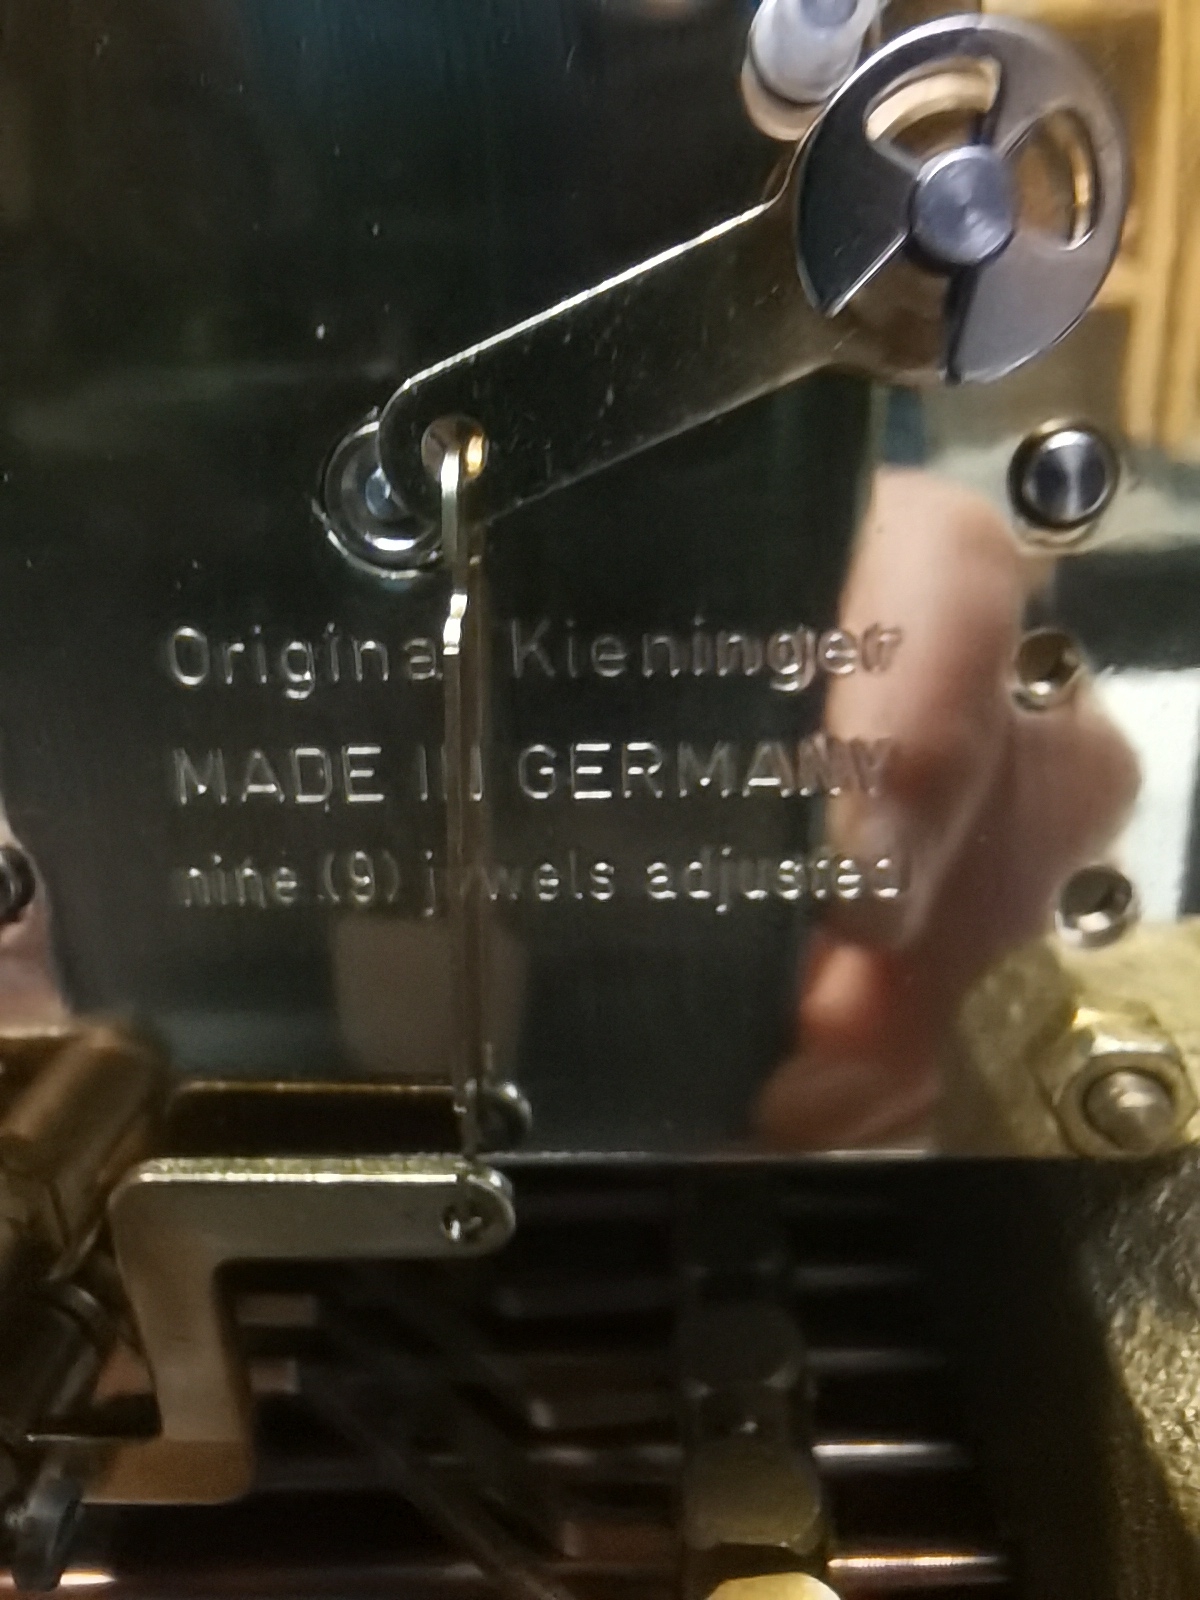 Original Kieninger
MADE IN GERMANY
nine (9) jewels adjusted